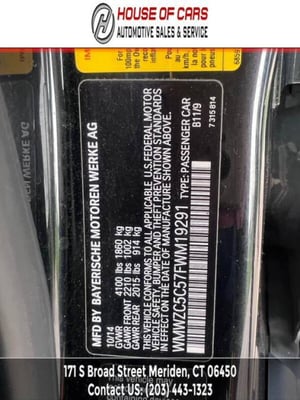 HOUSE OF CARS
AUTOMOTIVE SALES & SERVICES
MFD BY BAYERISCHE MOTOREN WERKE AG
10/14
GVWR 4100 lbs 1860 kg
GAWR FRONT 2210 lbs 1002 kg
GAWR REAR 2015 lbs 914 kg
THIS VEHICLE CONFORMS TO
ALL APPLICABLE U.S.FEDERAL MOTOR
VEHICLE SAFETY, BUMPER,AND THEFT
PREVENTION STANDARDS IN EFFECT ON THE
DATE OF MANUFACTURE SHOWN ABOVE.
WMWZC5C57FWM19291
TYPE: PASSENGER CAR
B11/9
7 315 814
171 S Broad Street Meriden, CT 06450
Contact US: (203) 443-1323